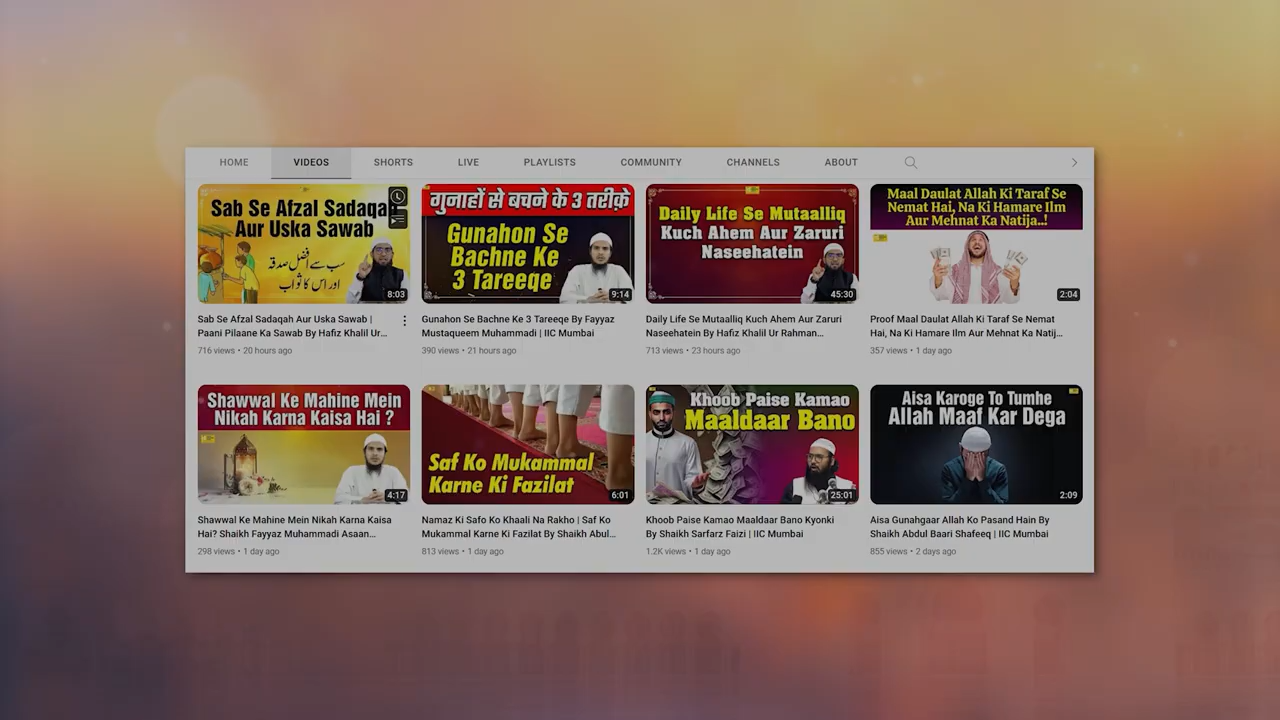 HOME VIDEOS SHORTS LIVE PLAYLISTS COMMUNITY CHANNELS ABOUT
Sab Se Afzal Sadaqah
Aur Uska Sawab
سب سے افضل صدقہ
اور اس کا ثواب
8:03
गुनाहों से बचने के 3 तरीक़े
Gunahon Se
Bachne Ke
3 Tareeqe
9:14
Daily Life Se Mutaalliq
Kuch Ahem Aur Zaruri
Naseehatein
45:30
Maal Daulat Allah Ki Taraf Se
Nemat Hai, Na Ki Hamare Ilm
Aur Mehnat Ka Natija..!
2:04
Sab Se Afzal Sadaqah Aur Uska Sawab |
Paani Pilaane Ka Sawab By Hafiz Khalil Ur...
716 views • 20 hours ago
Gunahon Se Bachne Ke 3 Tareeqe By Fayyaz
Mustaqueem Muhammadi | IIC Mumbai
390 views • 21 hours ago
Daily Life Se Mutaalliq Kuch Ahem Aur Zaruri
Naseehatein By Hafiz Khalil Ur Rahman...
713 views • 23 hours ago
Proof Maal Daulat Allah Ki Taraf Se Nemat
Hai, Na Ki Hamare Ilm Aur Mehnat Ka Natij...
357 views • 1 day ago
Shawwal Ke Mahine Mein
Nikah Karna Kaisa Hai ?
4:17
Saf Ko Mukammal
Karne Ki Fazilat
6:01
Khoob Paise Kamao
Maaldaar Bano
25:01
Aisa Karoge To Tumhe
Allah Maaf Kar Dega
2:09
Shawwal Ke Mahine Mein Nikah Karna Kaisa
Hai? Shaikh Fayyaz Muhammadi Asaan...
298 views • 1 day ago
Namaz Ki Safo Ko Khaali Na Rakho | Saf Ko
Mukammal Karne Ki Fazilat By Shaikh Abul...
813 views • 1 day ago
Khoob Paise Kamao Maaldaar Bano Kyonki
By Shaikh Sarfarz Faizi | IIC Mumbai
1.2K views • 1 day ago
Aisa Gunahgaar Allah Ko Pasand Hain By
Shaikh Abdul Baari Shafeeq | IIC Mumbai
855 views • 2 days ago